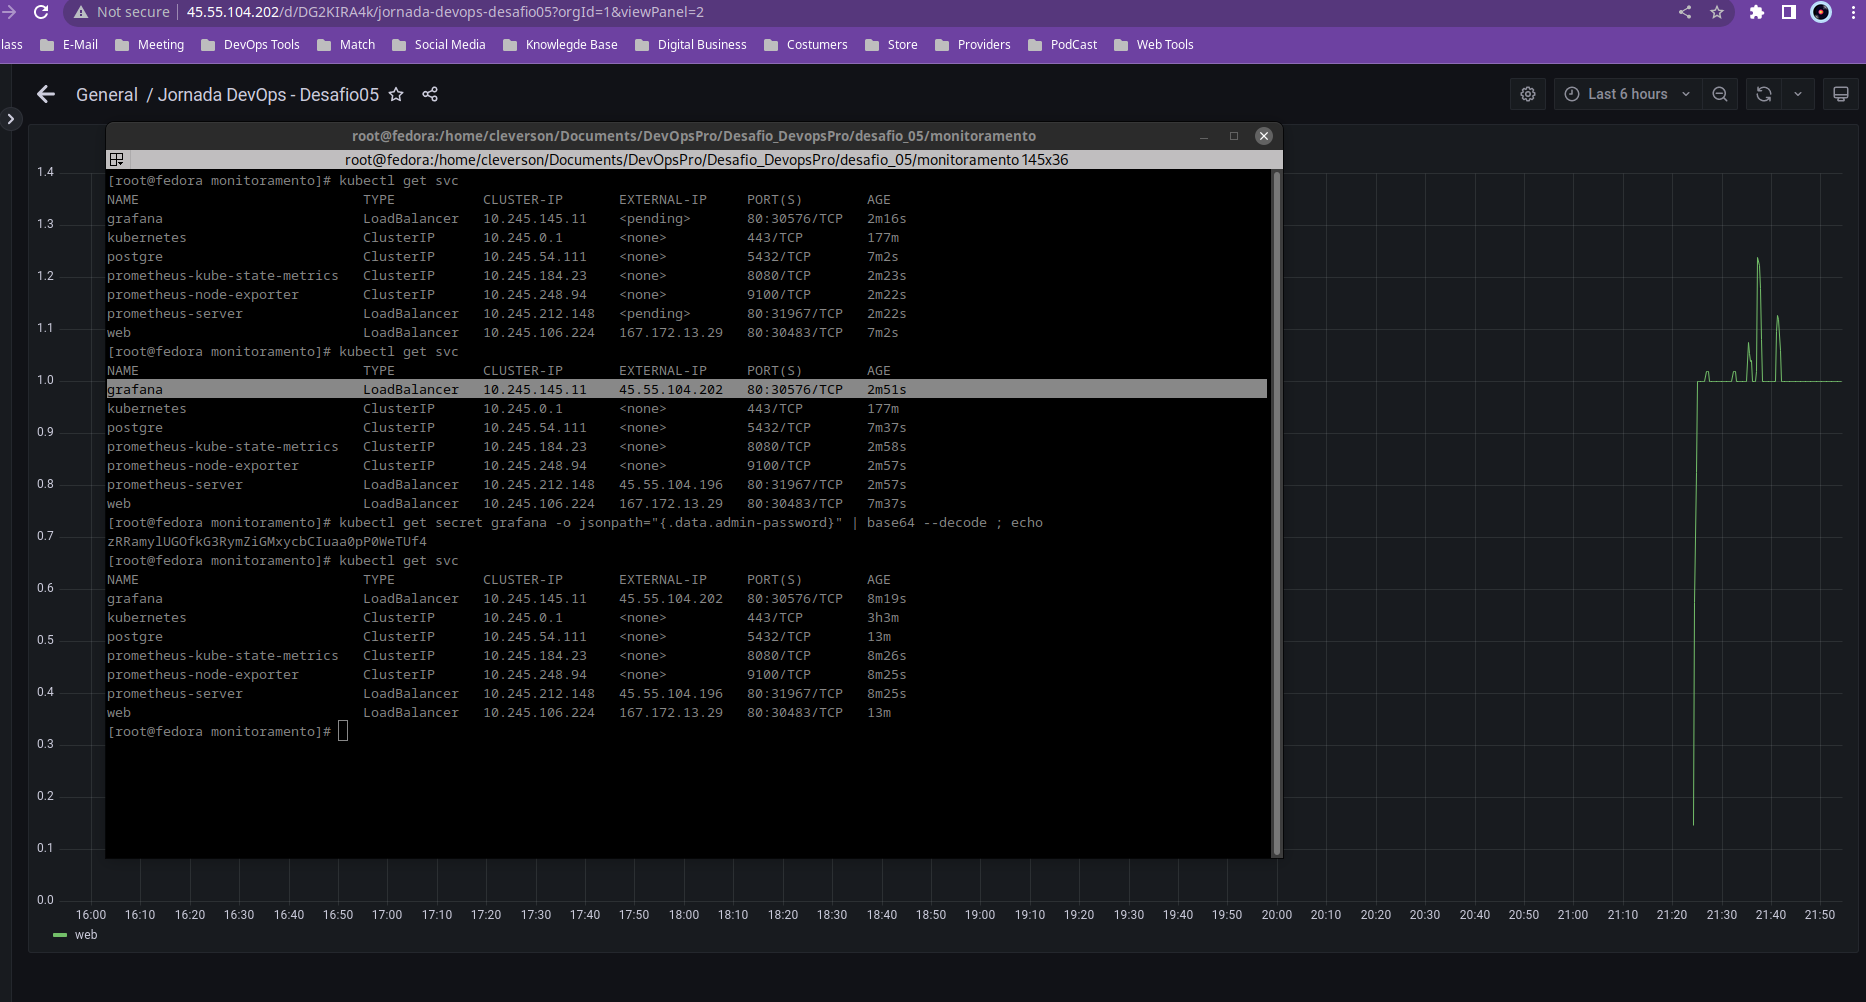 Not secure 45.55.104.202/d/DG2KIRA4k/jornada-devops-desafio05?orgId=1&viewPanel=2
lass E-Mail Meeting DevOps Tools Match Social Media Knowlegde Base Digital Business Costumers Store Providers PodCast Web Tools
General / Jornada DevOps - Desafio05 Last 6 hours
root@fedora:/home/cleverson/Documents/DevOpsPro/Desafio_DevopsPro/desafio_05/monitoramento
root@fedora:/home/cleverson/Documents/DevOpsPro/Desafio_DevopsPro/desafio_05/monitoramento 145x36
[root@fedora monitoramento]# kubectl get svc
NAME TYPE CLUSTER-IP EXTERNAL-IP PORT(S) AGE
grafana LoadBalancer 10.245.145.11 <pending> 80:30576/TCP 2m16s
kubernetes ClusterIP 10.245.0.1 <none> 443/TCP 177m
postgre ClusterIP 10.245.54.111 <none> 5432/TCP 7m2s
prometheus-kube-state-metrics ClusterIP 10.245.184.23 <none> 8080/TCP 2m23s
prometheus-node-exporter ClusterIP 10.245.248.94 <none> 9100/TCP 2m22s
prometheus-server LoadBalancer 10.245.212.148 <pending> 80:31967/TCP 2m22s
web LoadBalancer 10.245.106.224 167.172.13.29 80:30483/TCP 7m2s
[root@fedora monitoramento]# kubectl get svc
NAME TYPE CLUSTER-IP EXTERNAL-IP PORT(S) AGE
grafana LoadBalancer 10.245.145.11 45.55.104.202 80:30576/TCP 2m51s
kubernetes ClusterIP 10.245.0.1 <none> 443/TCP 177m
postgre ClusterIP 10.245.54.111 <none> 5432/TCP 7m37s
prometheus-kube-state-metrics ClusterIP 10.245.184.23 <none> 8080/TCP 2m58s
prometheus-node-exporter ClusterIP 10.245.248.94 <none> 9100/TCP 2m57s
prometheus-server LoadBalancer 10.245.212.148 45.55.104.196 80:31967/TCP 2m57s
web LoadBalancer 10.245.106.224 167.172.13.29 80:30483/TCP 7m37s
[root@fedora monitoramento]# kubectl get secret grafana -o jsonpath="{.data.admin-password}" | base64 --decode ; echo
zRRamylUGOfkG3RymZiGMxycbCIuaa0pP0WeTUf4
[root@fedora monitoramento]# kubectl get svc
NAME TYPE CLUSTER-IP EXTERNAL-IP PORT(S) AGE
grafana LoadBalancer 10.245.145.11 45.55.104.202 80:30576/TCP 8m19s
kubernetes ClusterIP 10.245.0.1 <none> 443/TCP 3h3m
postgre ClusterIP 10.245.54.111 <none> 5432/TCP 13m
prometheus-kube-state-metrics ClusterIP 10.245.184.23 <none> 8080/TCP 8m26s
prometheus-node-exporter ClusterIP 10.245.248.94 <none> 9100/TCP 8m25s
prometheus-server LoadBalancer 10.245.212.148 45.55.104.196 80:31967/TCP 8m25s
web LoadBalancer 10.245.106.224 167.172.13.29 80:30483/TCP 13m
[root@fedora monitoramento]#
1.4
1.3
1.2
1.1
1.0
0.9
0.8
0.7
0.6
0.5
0.4
0.3
0.2
0.1
0.0
16:00 16:10 16:20 16:30 16:40 16:50 17:00 17:10 17:20 17:30 17:40 17:50 18:00 18:10 18:20 18:30 18:40 18:50 19:00 19:10 19:20 19:30 19:40 19:50 20:00 20:10 20:20 20:30 20:40 20:50 21:00 21:10 21:20 21:30 21:40 21:50
web